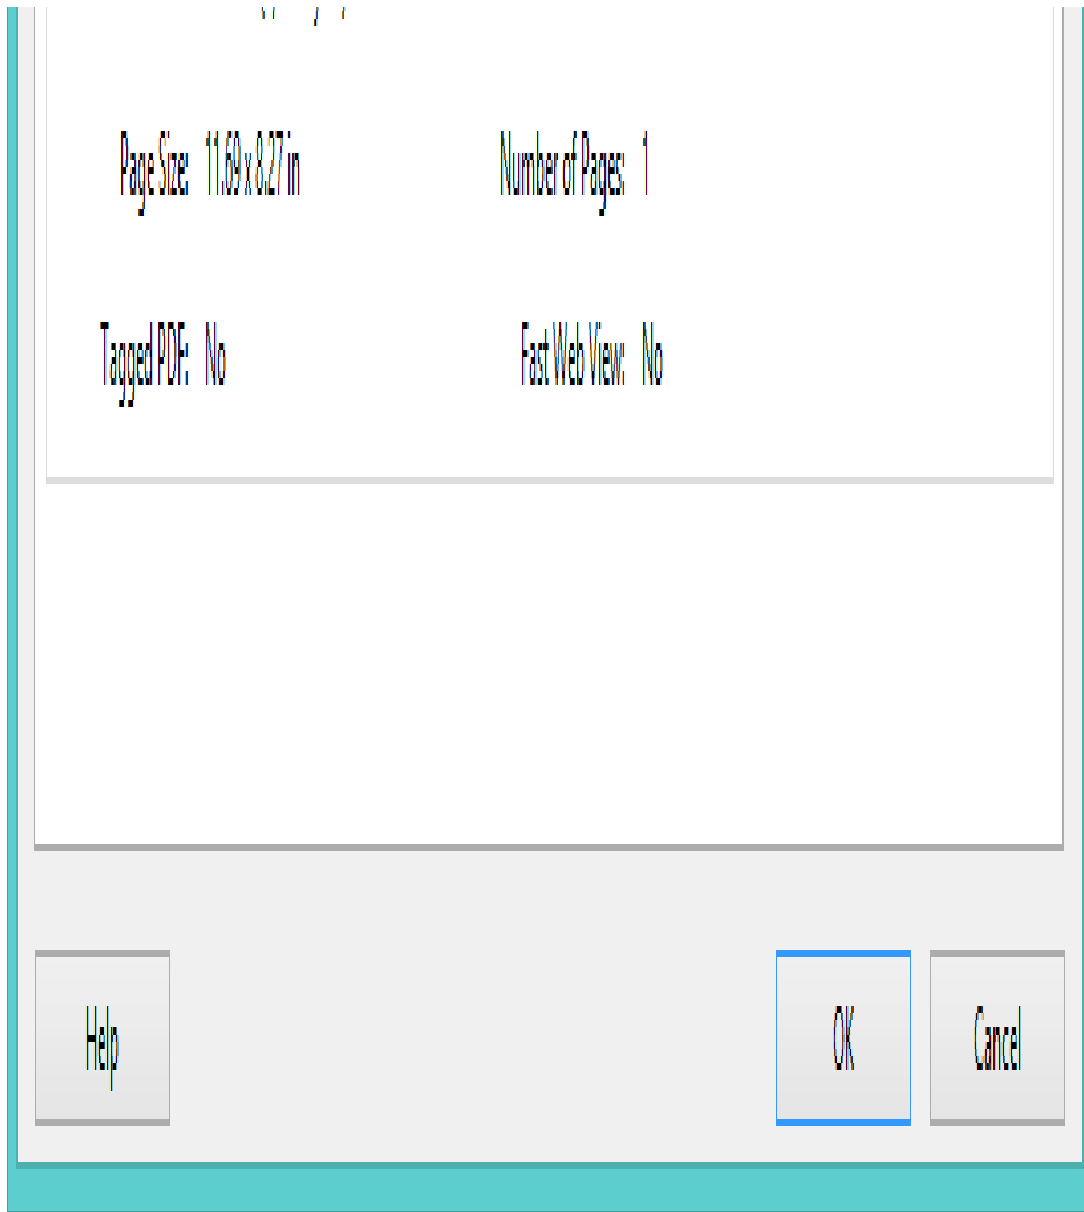 Page Size: 11.69 x 8.27 in Number of Pages: 1
Tagged PDF: No Fast Web View: No
Help OK Cancel